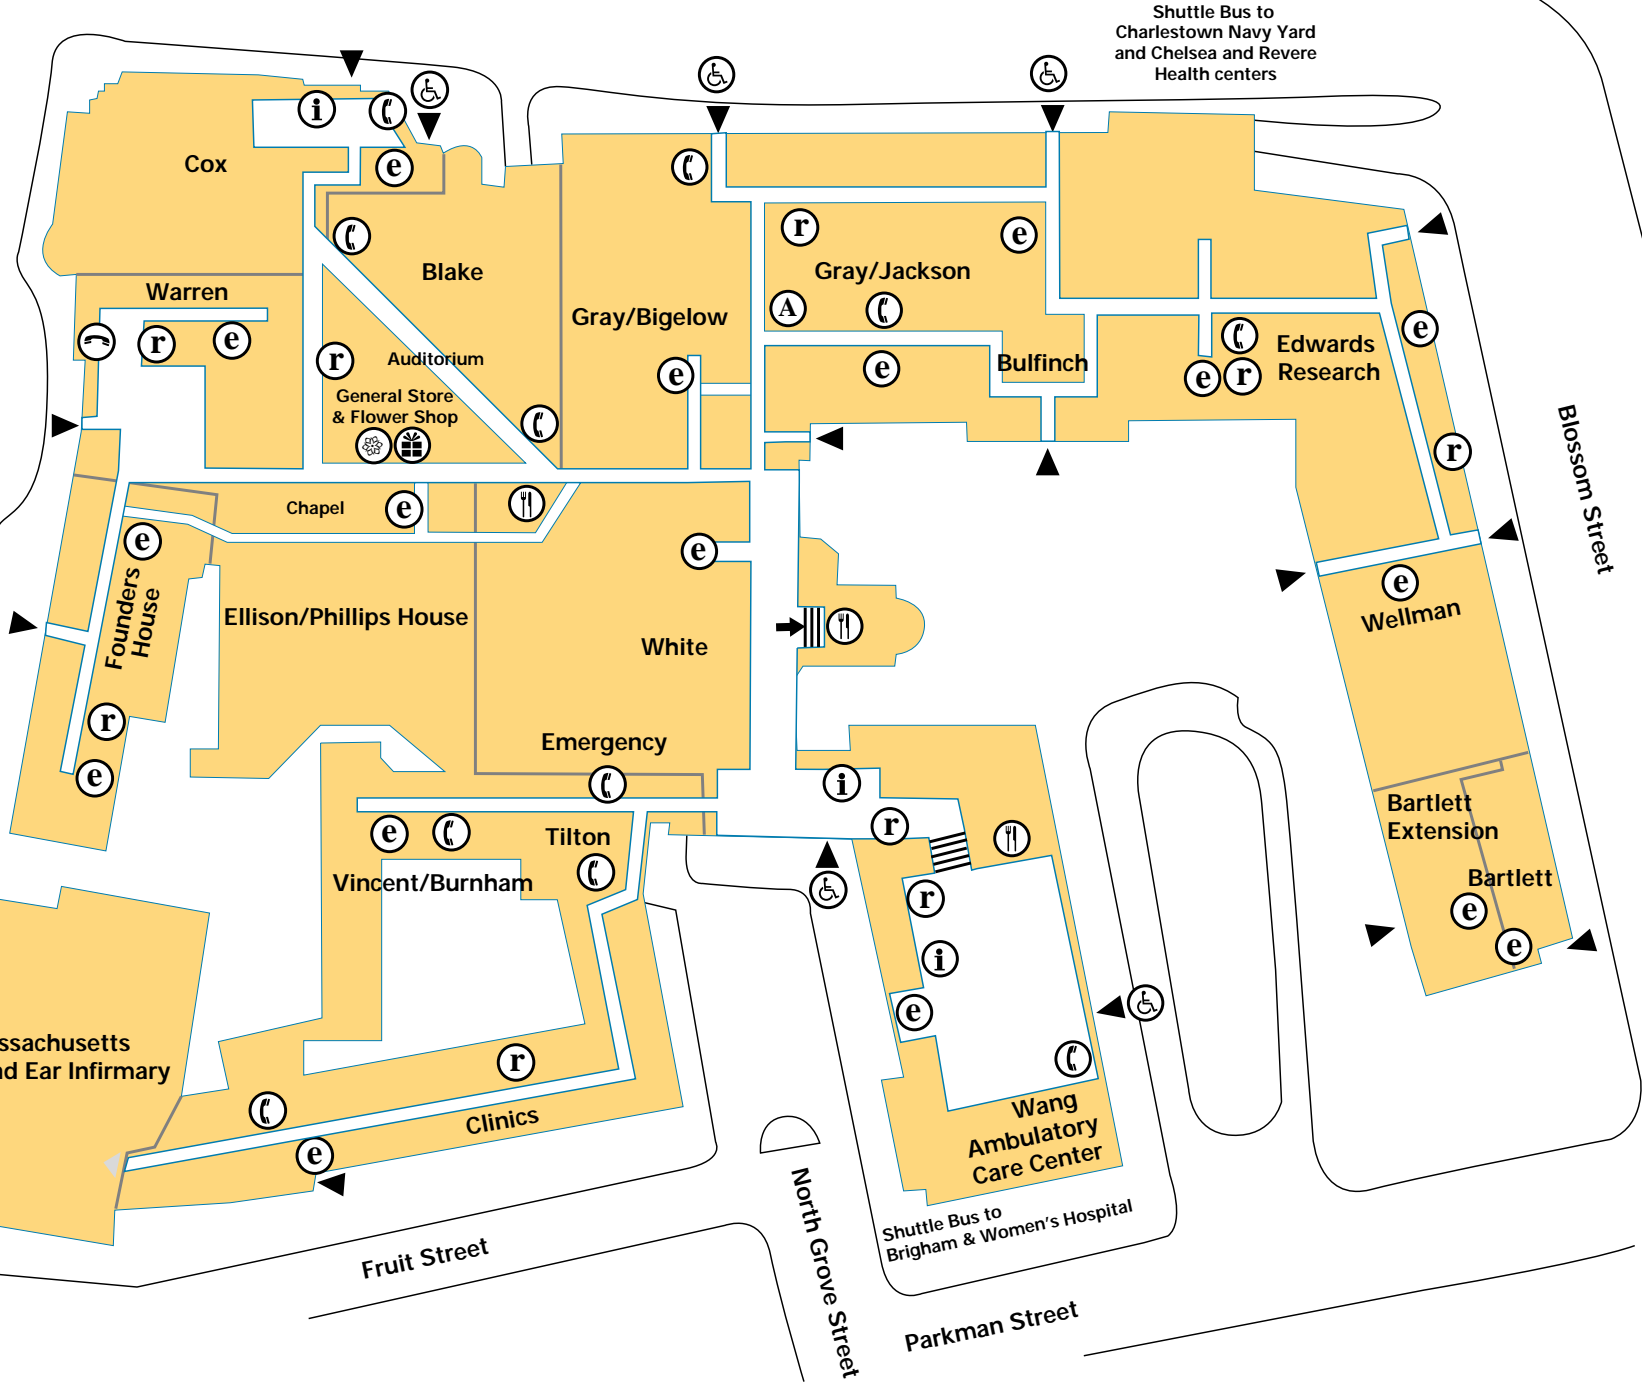 Shuttle Bus to
Charlestown Navy Yard
and Chelsea and Revere
Health centers
i
e
Cox
r
e
Blake
Gray/Jackson
Warren
A
Gray/Bigelow
r
e
r
Auditorium
e
e
Bulfinch
Edwards
Research
e
r
e
General Store
& Flower Shop
r
Blossom Street
Chapel
e
e
e
e
Wellman
Founders
House
Ellison/Phillips House
White
r
e
Emergency
i
Bartlett
Extension
e
Tilton
r
Vincent/Burnham
Bartlett
r
e
e
i
e
ssachusetts
d Ear Infirmary
r
Clinics
e
Wang
Ambulatory
Care Center
Shuttle Bus to
Brigham & Women's Hospital
North Grove Street
Fruit Street
Parkman Street